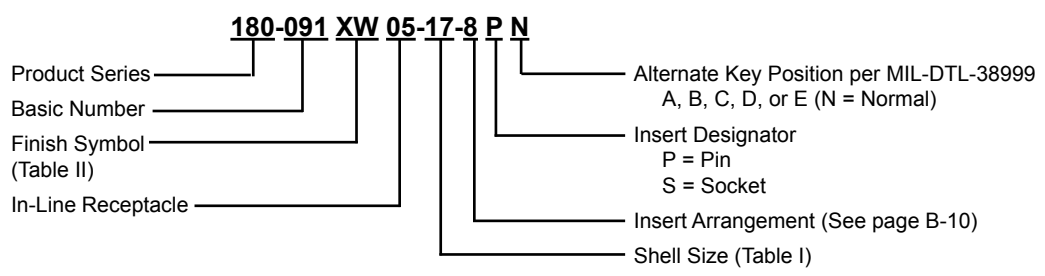 180-091 XW 05-17-8 P N
Product Series
Basic Number
Finish Symbol
(Table II)
In-Line Receptacle
Alternate Key Position per MIL-DTL-38999
A, B, C, D, or E (N = Normal)
Insert Designator
P = Pin
S = Socket
Insert Arrangement (See page B-10)
Shell Size (Table I)